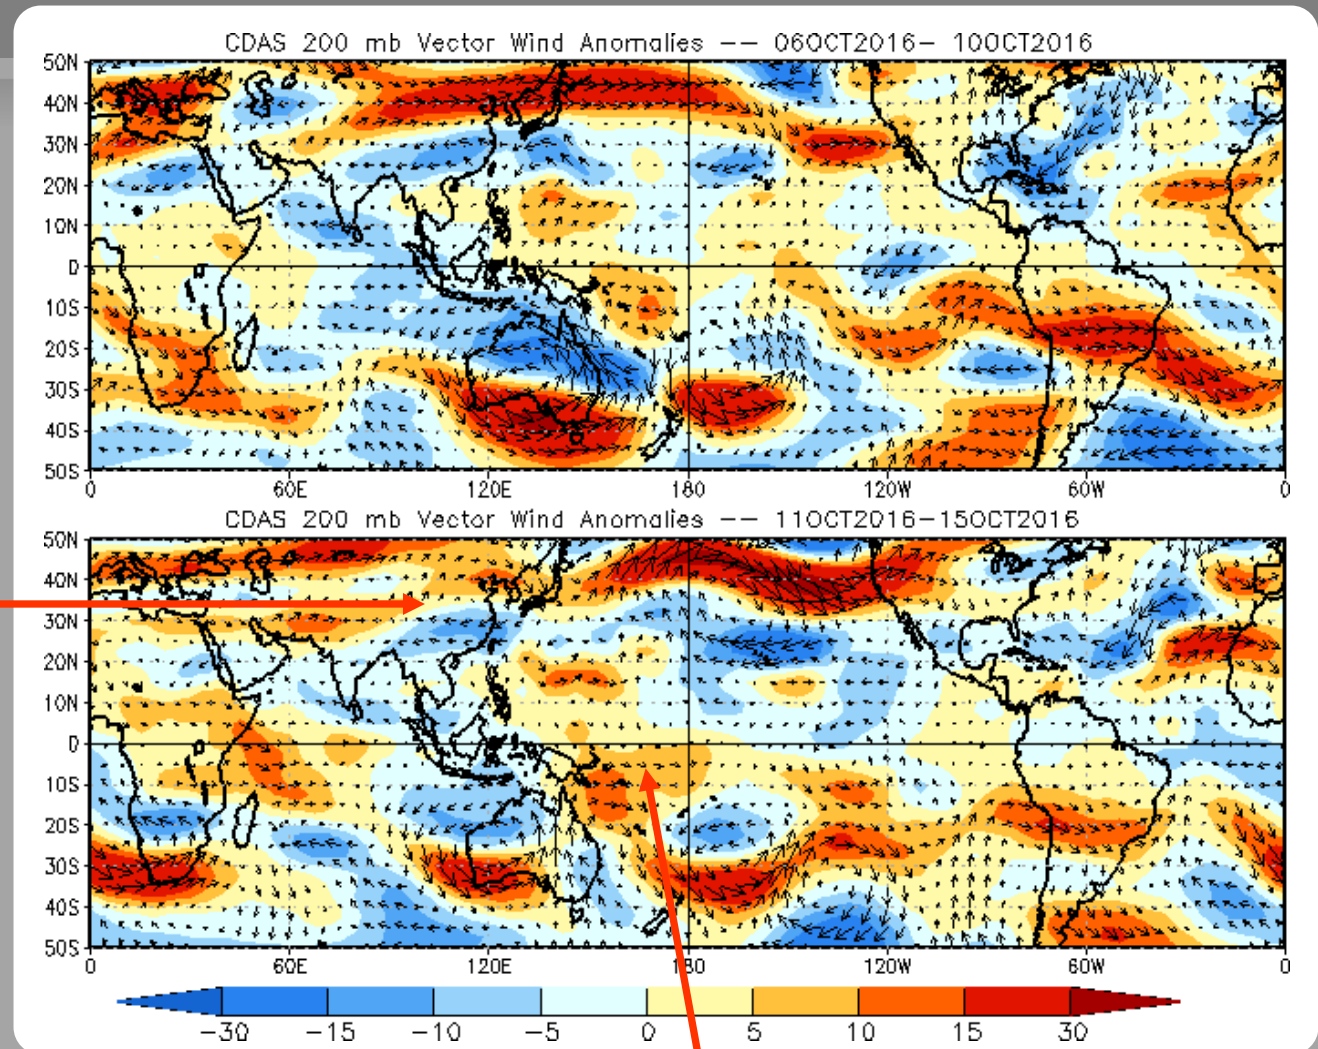 CDAS 200 mb Vector Wind Anomalies -- 06OCT2016- 10OCT2016
50N
40N
30N
20N
10N
0
10S
20S
30S
40S
50S
0 60E 120E 180 120W 60W 0
CDAS 200 mb Vector Wind Anomalies -- 11OCT2016-15OCT2016
50N
40N
30N
20N
10N
0
10S
20S
30S
40S
50S
0 60E 120E 180 120W 60W 0
-30 -15 -10 -5 0 5 10 15 30